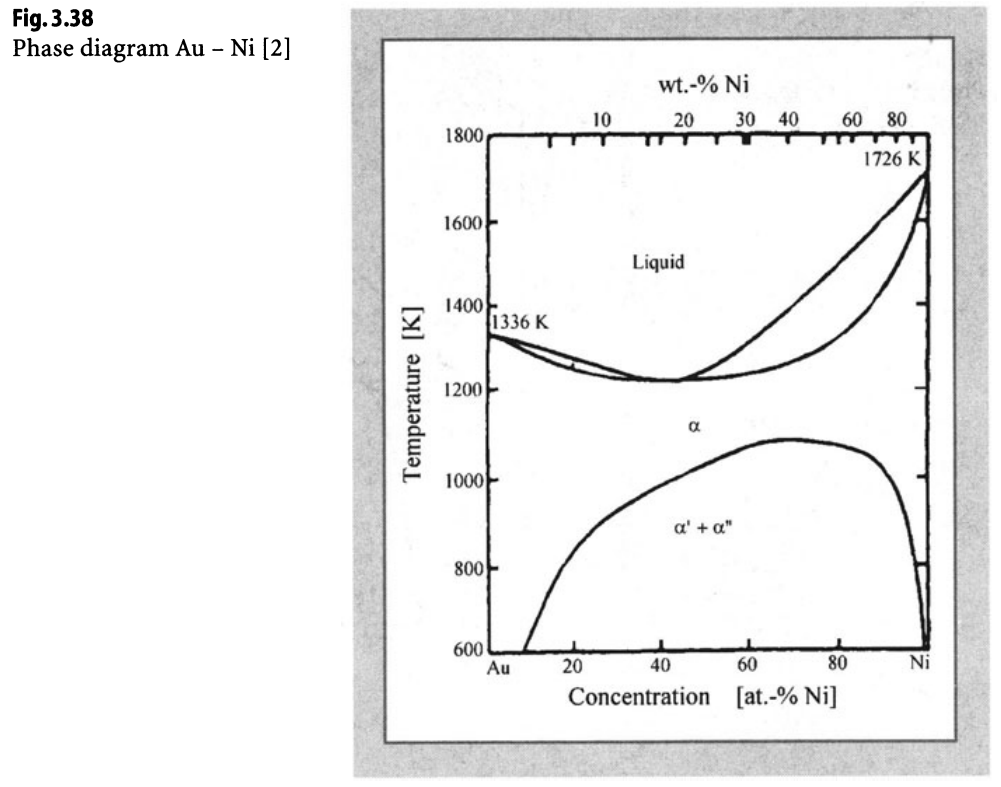 Fig. 3.38
Phase diagram Au – Ni [2]
wt.-% Ni
10 20 30 40 60 80
1800
1726 K
1600
Liquid
1400
1336 K
1200
α
1000
α' + α"
800
600
Au 20 40 60 80 Ni
Temperature [K]
Concentration [at.-% Ni]